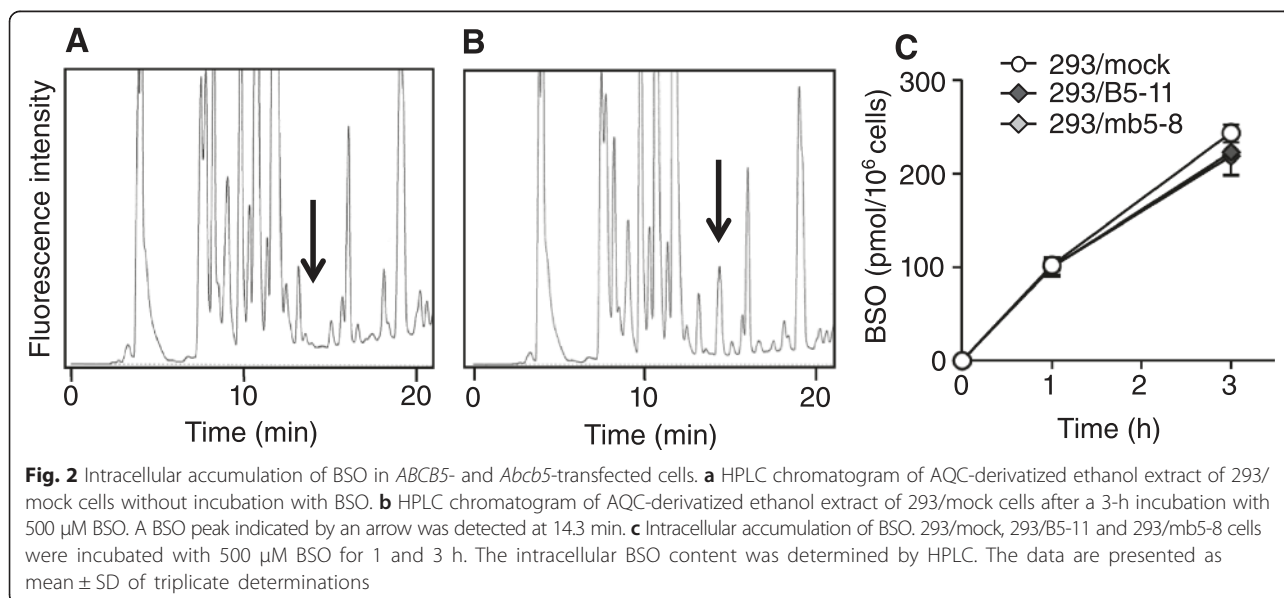 A
B
C
Fluorescence intensity
0
10
20
Time (min)
0
10
20
Time (min)
293/mock
293/B5-11
293/mb5-8
BSO (pmol/10⁶ cells)
300
200
100
0
0
1
2
3
Time (h)
Fig. 2 Intracellular accumulation of BSO in ABCB5- and Abcb5-transfected cells. a HPLC chromatogram of AQC-derivatized ethanol extract of 293/
mock cells without incubation with BSO. b HPLC chromatogram of AQC-derivatized ethanol extract of 293/mock cells after a 3-h incubation with
500 μM BSO. A BSO peak indicated by an arrow was detected at 14.3 min. c Intracellular accumulation of BSO. 293/mock, 293/B5-11 and 293/mb5-8 cells
were incubated with 500 μM BSO for 1 and 3 h. The intracellular BSO content was determined by HPLC. The data are presented as
mean ± SD of triplicate determinations